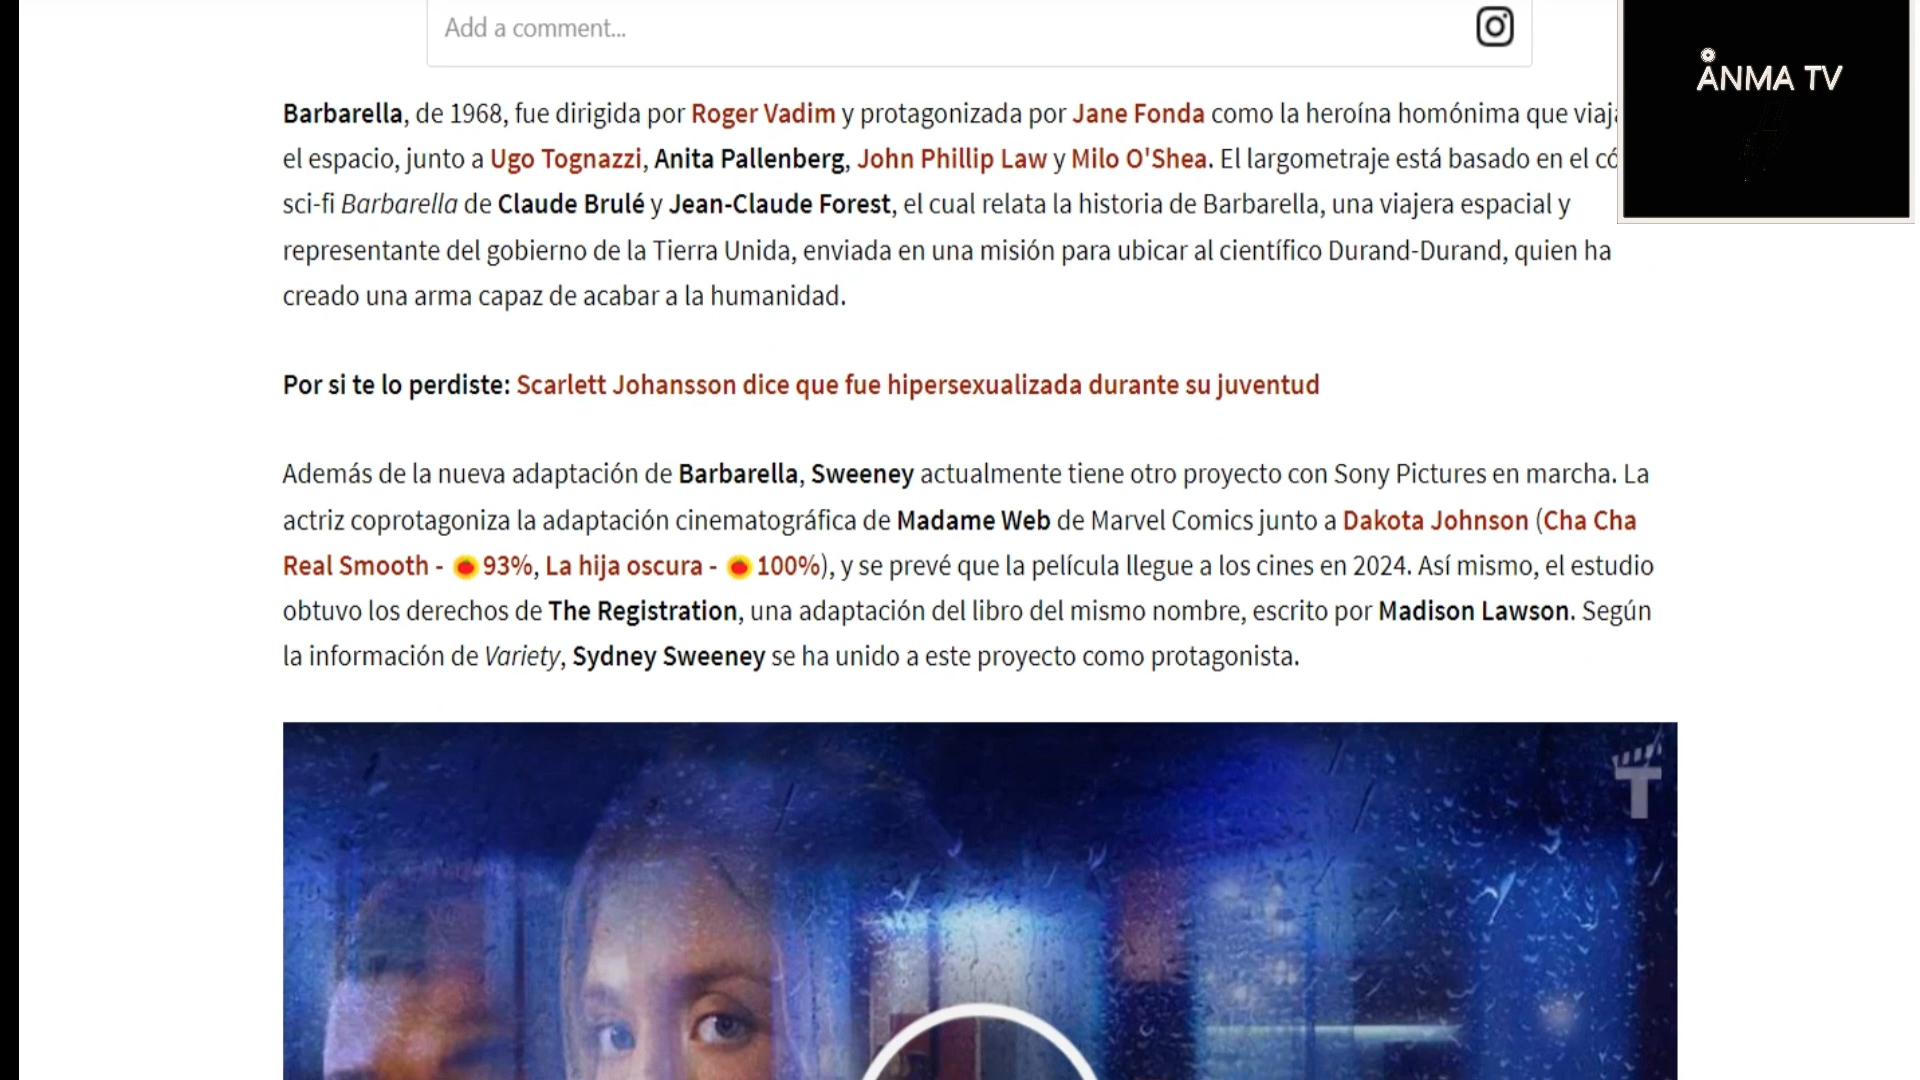 Add a comment...
ÅNMA TV
Barbarella, de 1968, fue dirigida por Roger Vadim y protagonizada por Jane Fonda como la heroína homónima que
el espacio, junto a Ugo Tognazzi, Anita Pallenberg, John Phillip Law y Milo O'Shea. El largometraje está basado en el
sci-fi Barbarella de Claude Brulé y Jean-Claude Forest, el cual relata la historia de Barbarella, una viajera espacial y
representante del gobierno de la Tierra Unida, enviada en una misión para ubicar al científico Durand-Durand, quien ha
creado una arma capaz de acabar a la humanidad.
Por si te lo perdiste: Scarlett Johansson dice que fue hipersexualizada durante su juventud
Además de la nueva adaptación de Barbarella, Sweeney actualmente tiene otro proyecto con Sony Pictures en marcha. La
actriz coprotagoniza la adaptación cinematográfica de Madame Web de Marvel Comics junto a Dakota Johnson (Cha Cha
Real Smooth - 93%, La hija oscura - 100%), y se prevé que la película llegue a los cines en 2024. Así mismo, el estudio
obtuvo los derechos de The Registration, una adaptación del libro del mismo nombre, escrito por Madison Lawson. Según
la información de Variety, Sydney Sweeney se ha unido a este proyecto como protagonista.
T